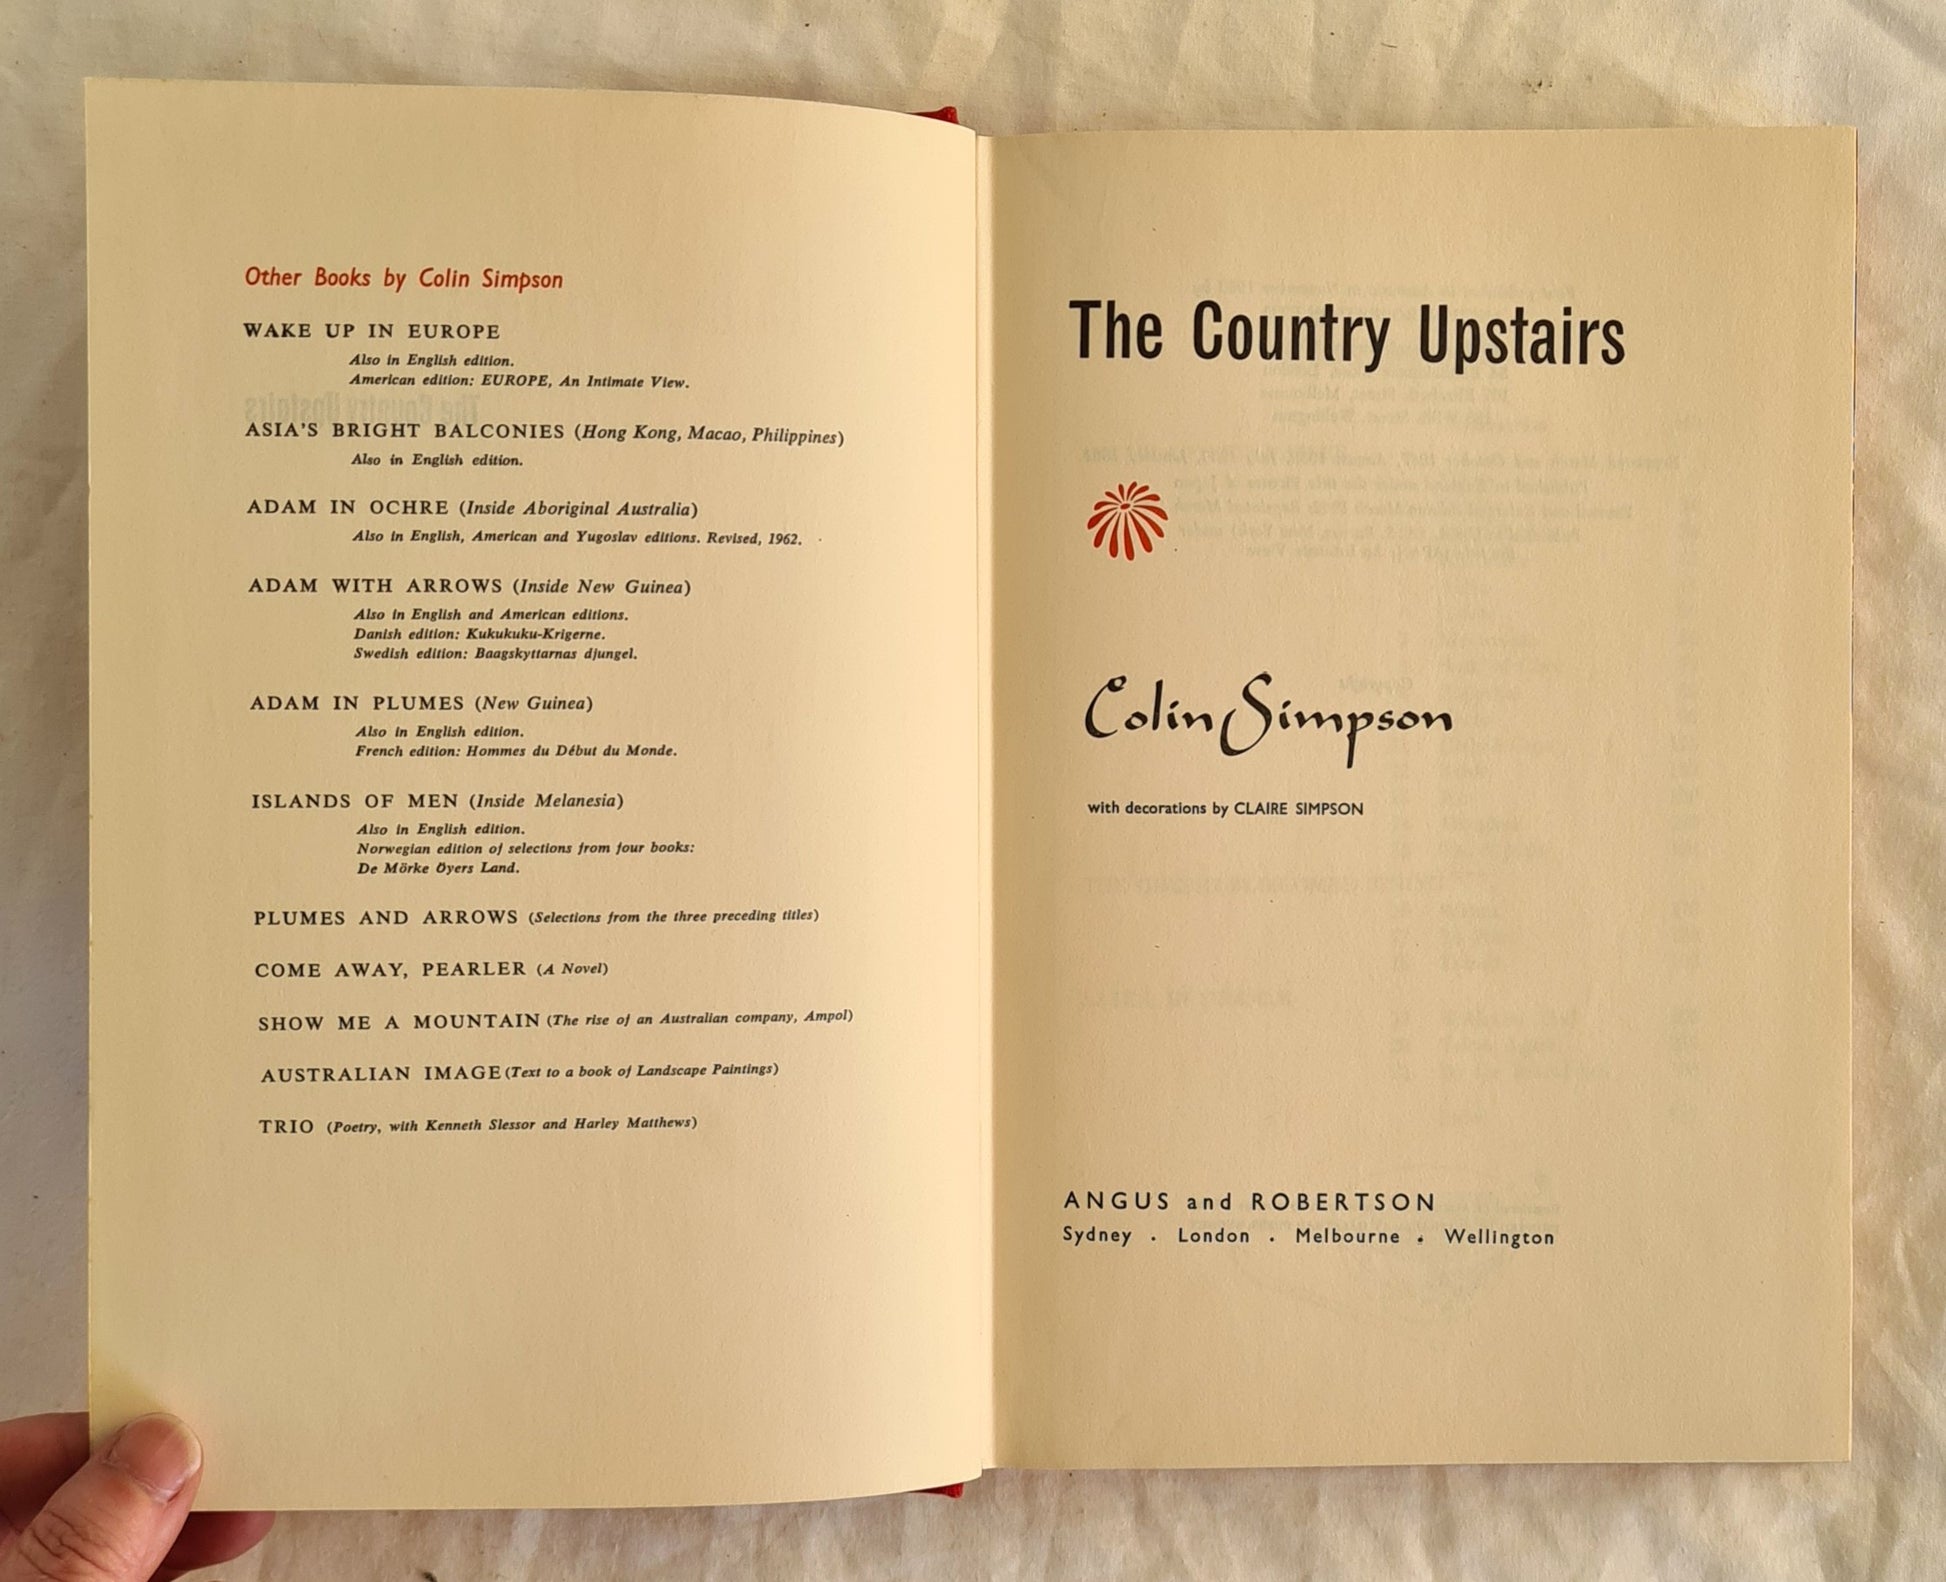 Other Books by Colin Simpson
WAKE UP IN EUROPE
Also in English edition.
American edition: EUROPE, An Intimate View.
ASIA'S BRIGHT BALCONIES (Hong Kong, Macao, Philippines)
Also in English edition.
ADAM IN OCHRE (Inside Aboriginal Australia)
Also in English, American and Yugoslav editions. Revised, 1962.
ADAM WITH ARROWS (Inside New Guinea)
Also in English and American editions.
Danish edition: Kukukuku-Krigerne.
Swedish edition: Baagskyttarnas djungel.
ADAM IN PLUMES (New Guinea)
Also in English edition.
French edition: Hommes du Début du Monde.
ISLANDS OF MEN (Inside Melanesia)
Also in English edition.
Norwegian edition of selections from four books:
De Mörke Öyers Land.
PLUMES AND ARROWS (Selections from the three preceding titles)
COME AWAY, PEARLER (A Novel)
SHOW ME A MOUNTAIN (The rise of an Australian company, Ampol)
AUSTRALIAN IMAGE (Text to a book of Landscape Paintings)
TRIO (Poetry, with Kenneth Slessor and Harley Matthews)
The Country Upstairs
Colin Simpson
with decorations by CLAIRE SIMPSON
ANGUS and ROBERTSON
Sydney . London . Melbourne . Wellington